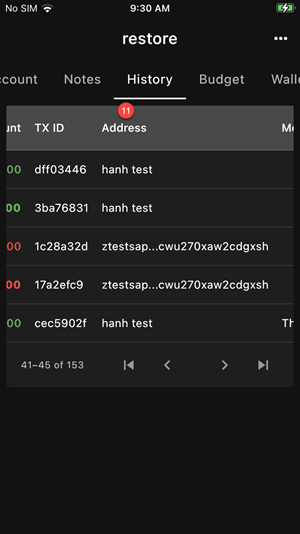 No SIM 9:30 AM
restore
ccount Notes History Budget Walle
11
unt TX ID Address Me
00 dff03446 hanh test
00 3ba76831 hanh test
00 1c28a32d ztestsap...cwu270xaw2cdgxsh
00 17a2efc9 ztestsap...cwu270xaw2cdgxsh
00 cec5902f hanh test Th
41–45 of 153